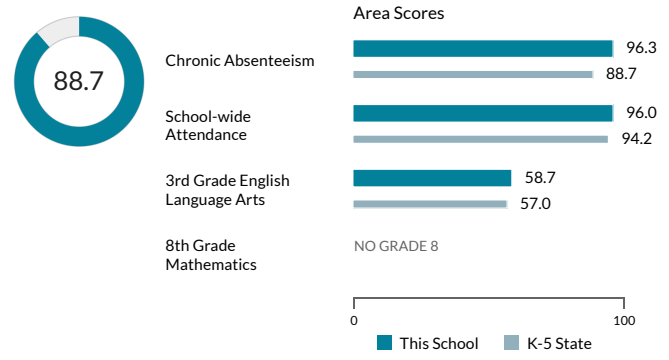 Area Scores
88.7
Chronic Absenteeism
96.3
88.7
School-wide
Attendance
96.0
94.2
3rd Grade English
Language Arts
58.7
57.0
8th Grade
Mathematics
NO GRADE 8
0
100
This School
K-5 State